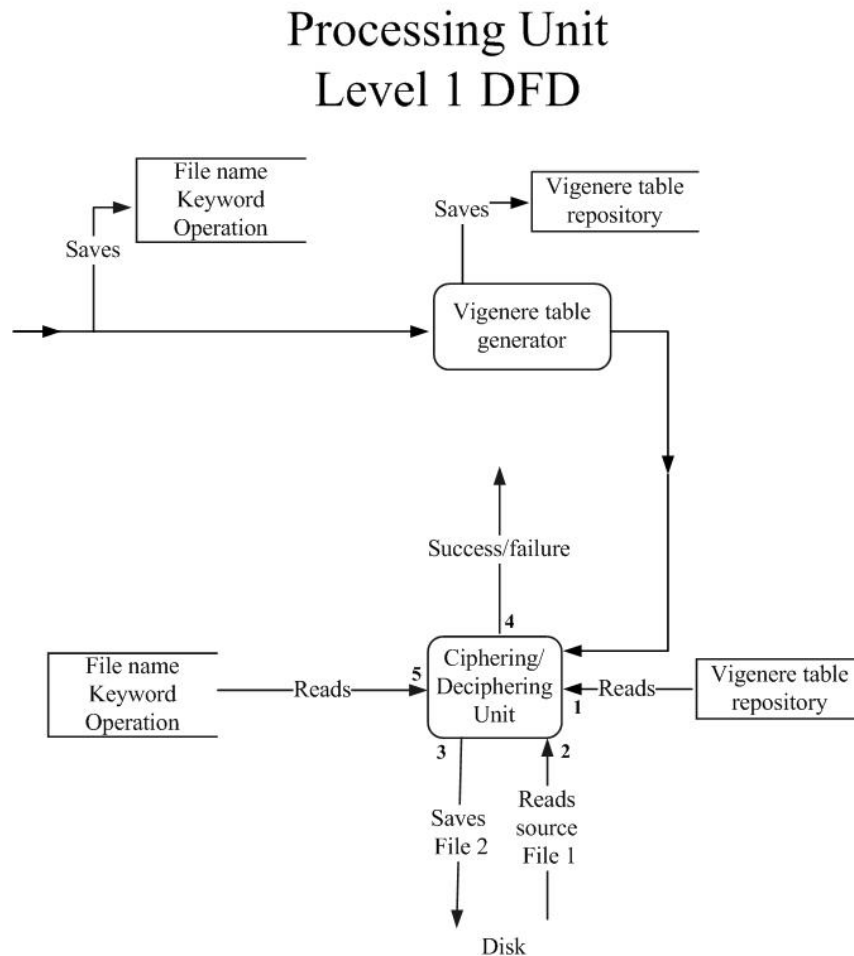 Processing Unit
Level 1 DFD
File name
Keyword
Operation
Vigenere table
repository
Saves
Saves
Vigenere table
generator
Success/failure
4
File name
Keyword
Operation
Reads
5
Ciphering/
Deciphering
Unit
Reads
1
Vigenere table
repository
3
2
Saves
File 2
Reads
source
File 1
Disk